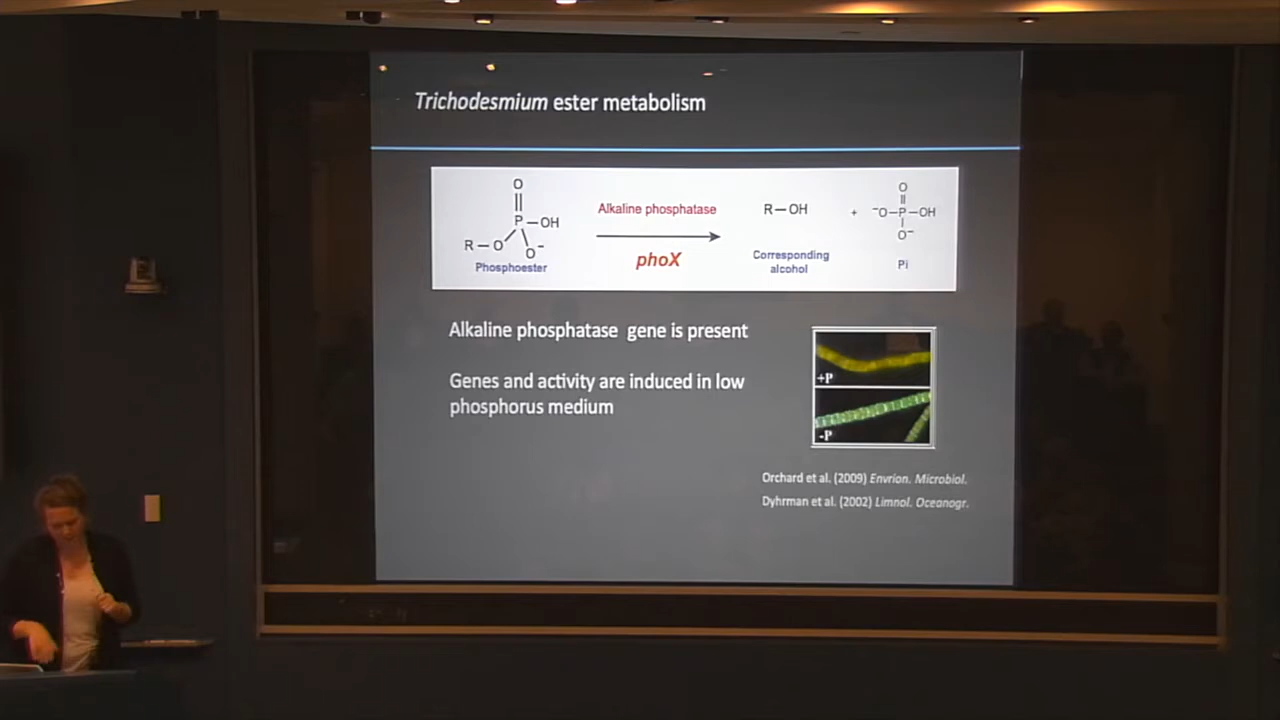 Trichodesmium ester metabolism
O
P
OH
R
O
O-
Phosphoester
Alkaline phosphatase
phoX
R-OH
Corresponding
alcohol
+
O
-O-P-OH
O-
Pi
Alkaline phosphatase gene is present
Genes and activity are induced in low
phosphorus medium
+P
-P
Orchard et al. (2009) Envrion. Microbiol.
Dyhrman et al. (2002) Limnol. Oceanogr.